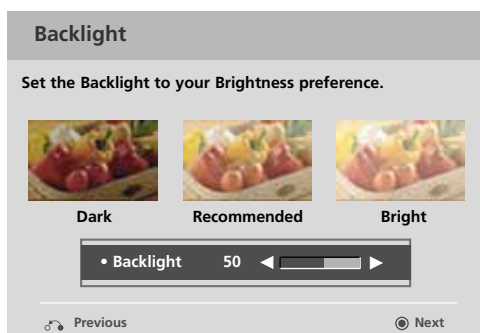 Backlight
Set the Backlight to your Brightness preference.
Dark Recommended Bright
• Backlight 50 ◀ ▶
Previous Next